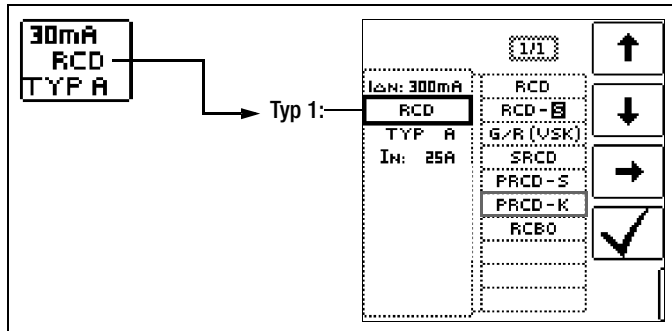 30mA
RCD
TYP A
Typ 1:
1/1
I∆N: 300mA
RCD
TYP A
IN: 25A
RCD
RCD-S
G/R (VSK)
SRCD
PRCD-S
PRCD-K
RCBO